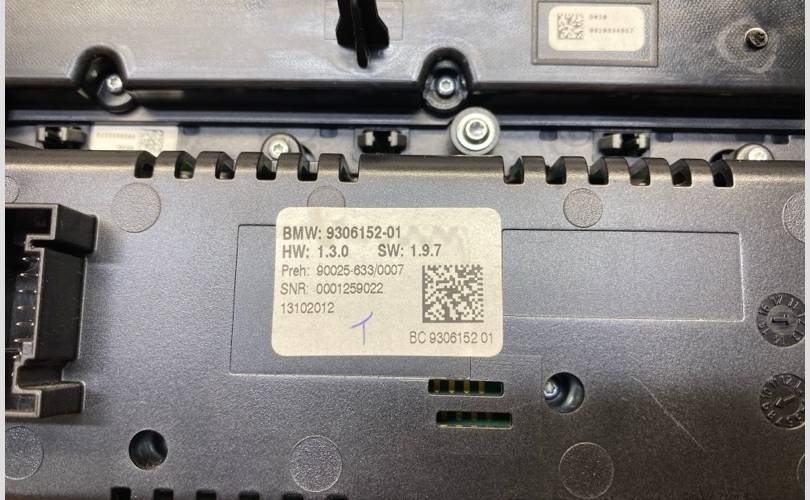 BMW: 9306152-01
HW: 1.3.0 SW: 1.9.7
Preh: 90025-633/0007
SNR: 0001259022
13102012
T
BC 9306152 01